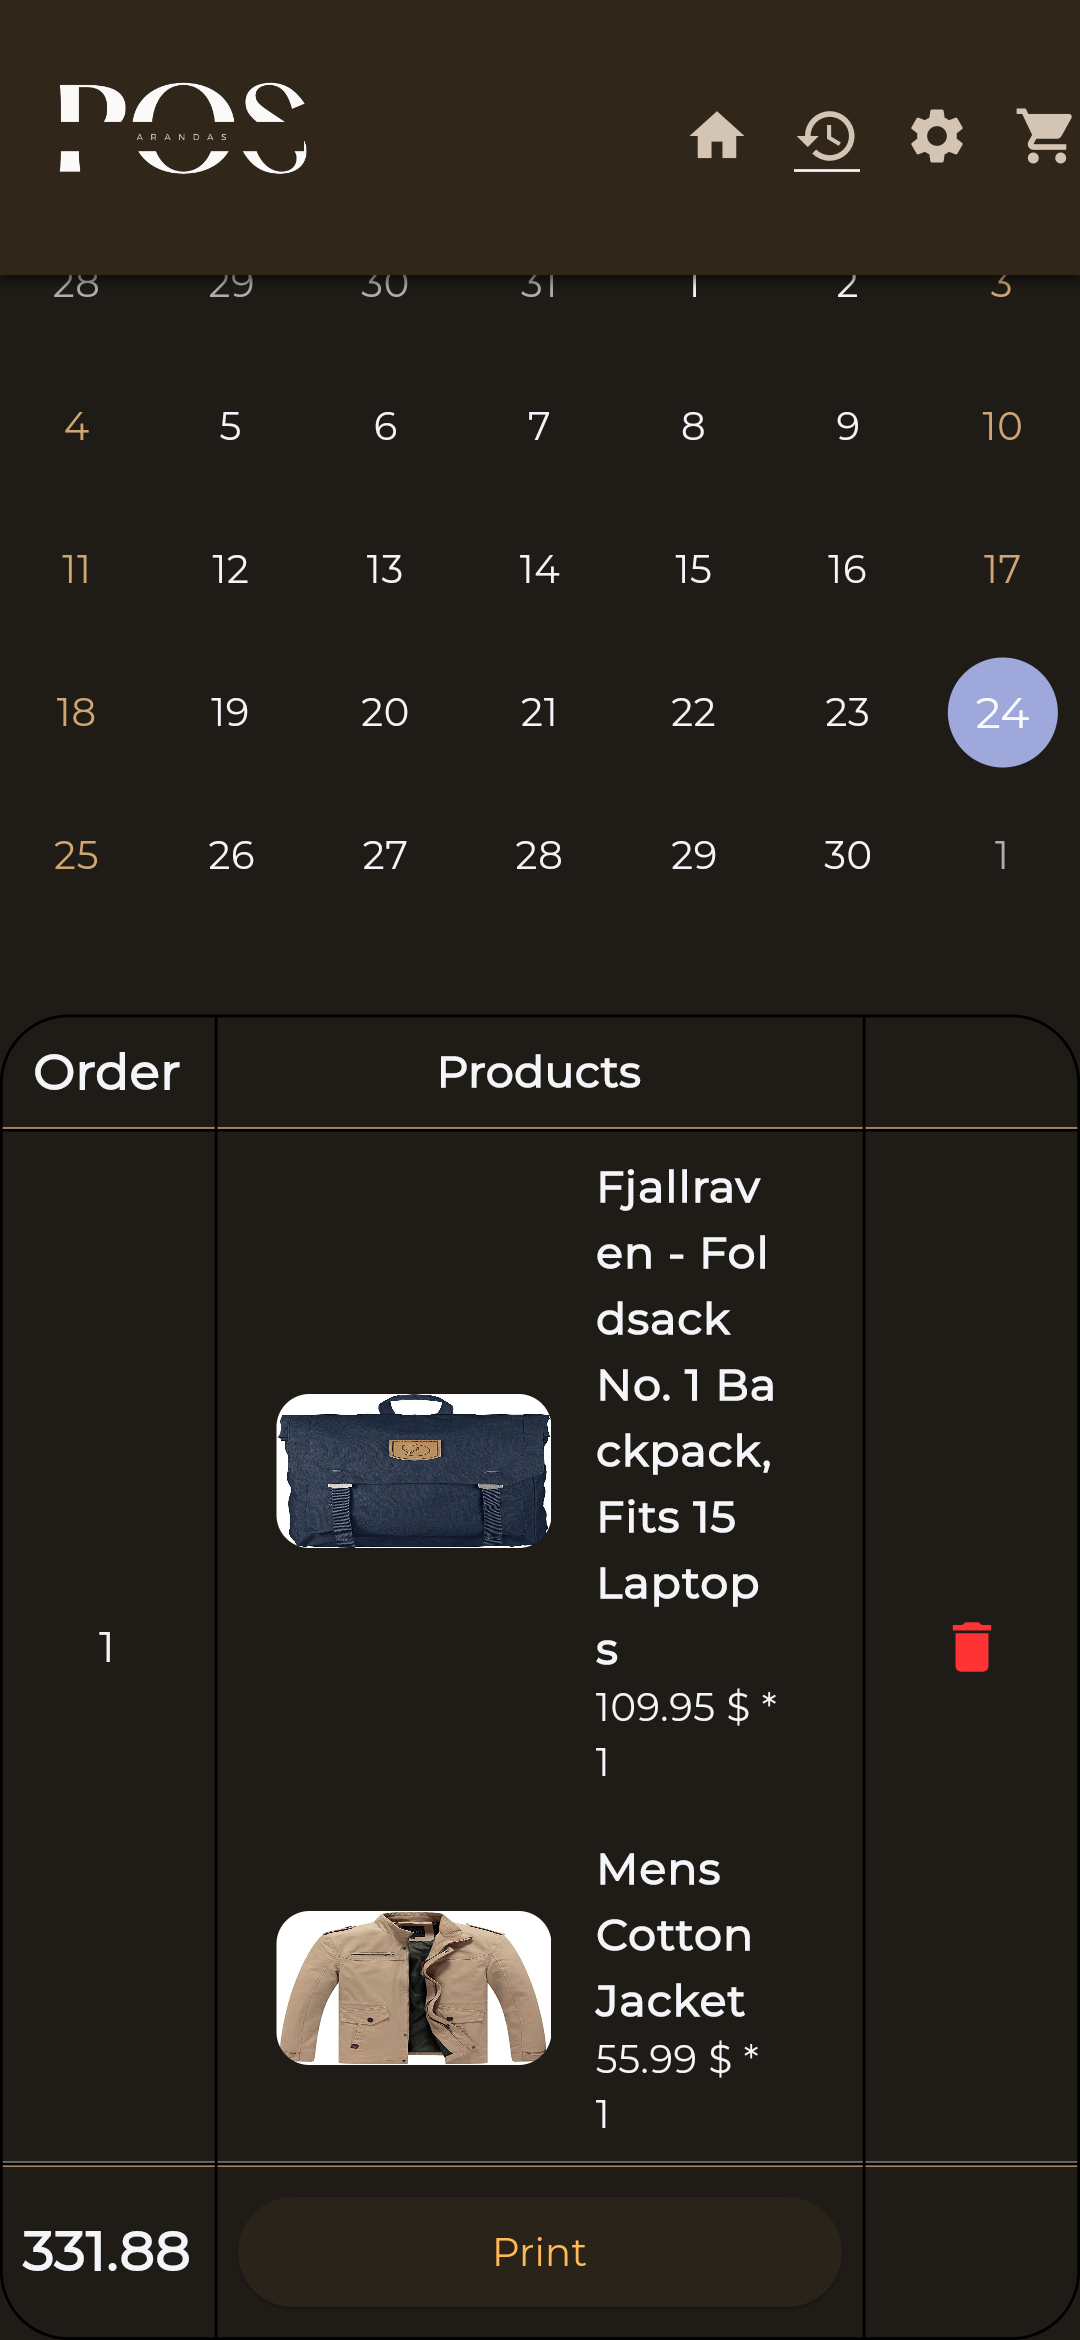 POS
ARANDAS
28 29 30 31 1 2 3
4 5 6 7 8 9 10
11 12 13 14 15 16 17
18 19 20 21 22 23 24
25 26 27 28 29 30 1
Order Products
1
Fjallrav
en - Fol
dsack
No. 1 Ba
ckpack,
Fits 15
Laptop
s
109.95 $ *
1
Mens
Cotton
Jacket
55.99 $ *
1
331.88 Print